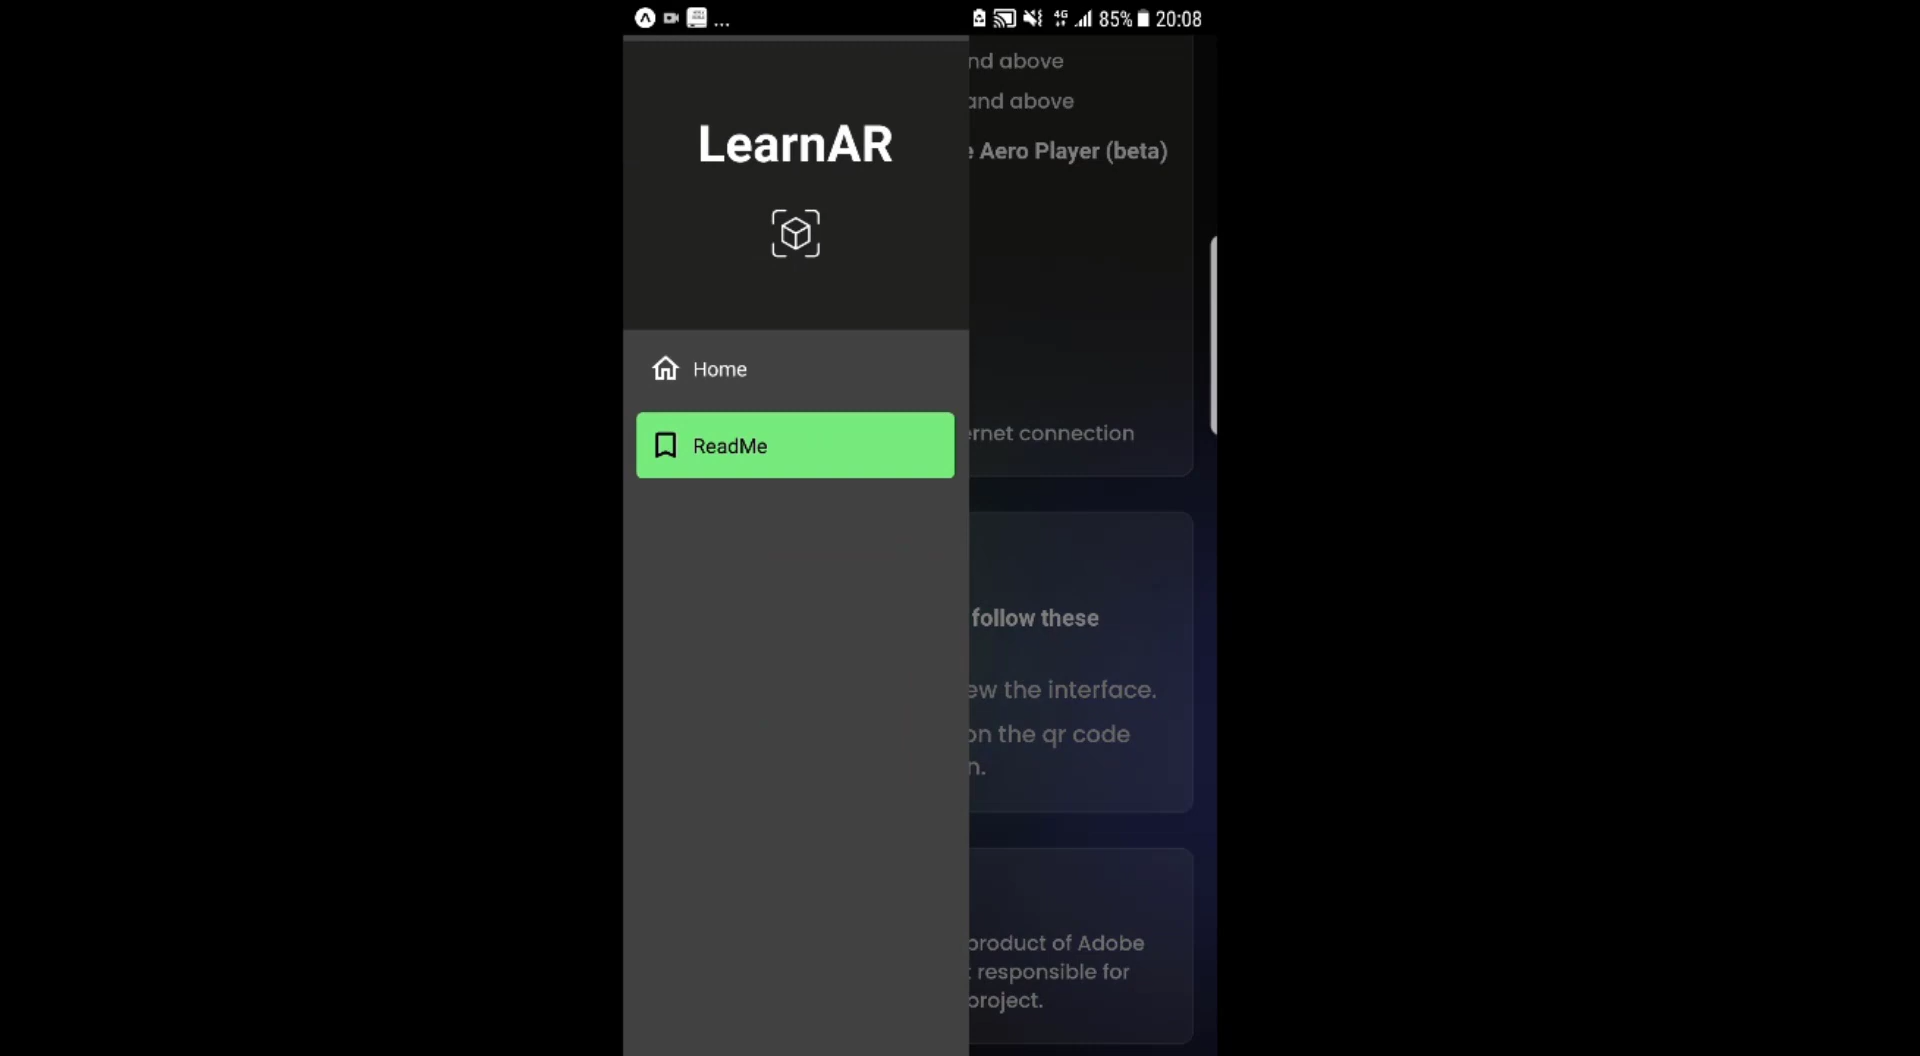 85% 20:08
LearnAR
Home
ReadMe
nd above
and above
Aero Player (beta)
rnet connection
follow these
ew the interface.
on the qr code
n.
product of Adobe
responsible for
project.